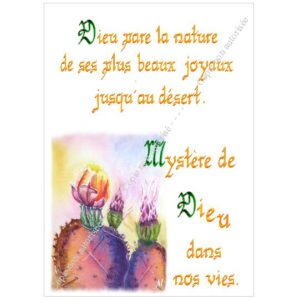 Dieu pare la nature
de ses plus beaux joyaux
jusqu'au désert.
Mystère de
Dieu
dans
nos vies.